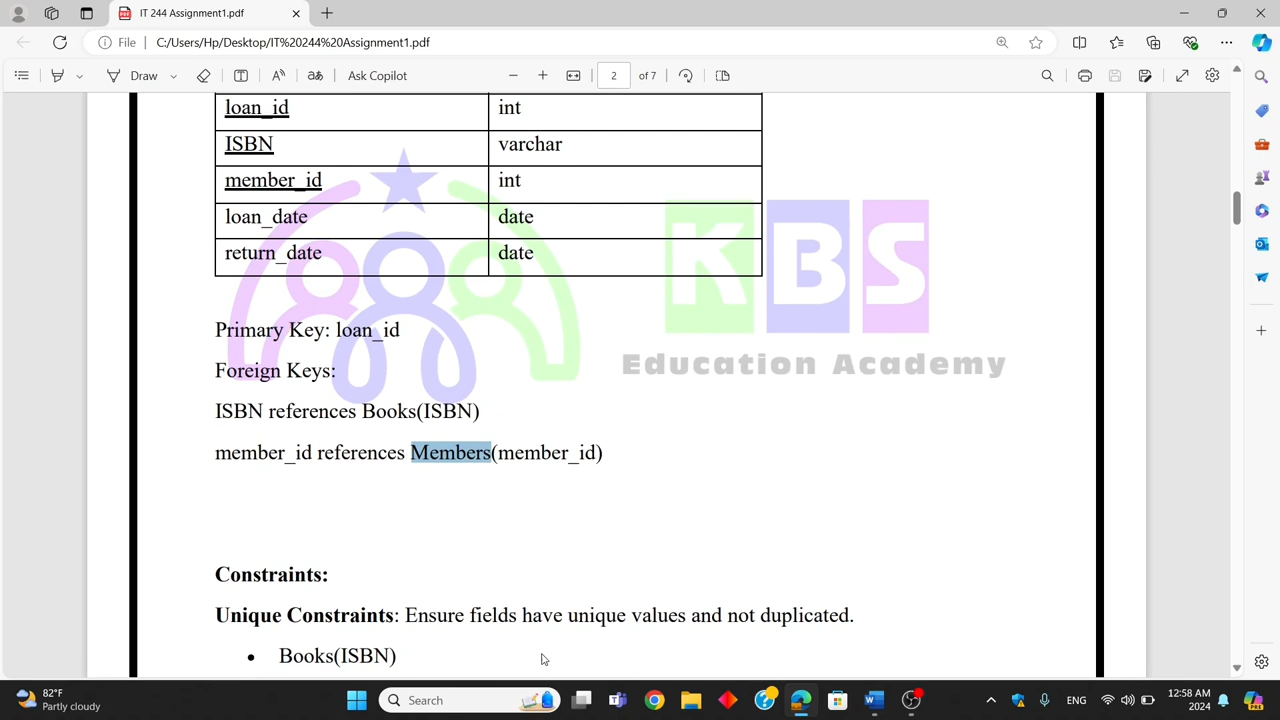 IT 244 Assignment1.pdf
File
C:/Users/Hp/Desktop/IT%20244%20Assignment1.pdf
Draw
Ask Copilot
2 of 7
loan_id int
ISBN varchar
member_id int
loan_date date
return_date date
KBS
Education Academy
Primary Key: loan_id
Foreign Keys:
ISBN references Books(ISBN)
member_id references Members(member_id)
Constraints:
Unique Constraints: Ensure fields have unique values and not duplicated.
• Books(ISBN)
82°F
Partly cloudy
Search
ENG
12:58 AM
2024